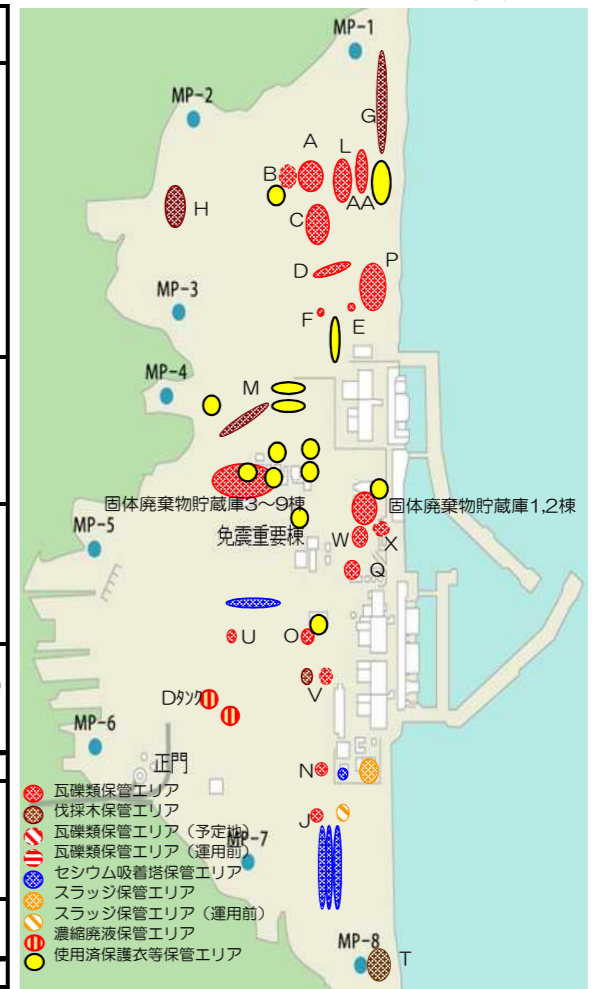 MP-1
MP-2
G
A
L
B
AA
H
C
D
P
MP-3
F
E
MP-4
M
固体廃棄物貯蔵庫3~9棟
固体廃棄物貯蔵庫1,2棟
免震重要棟
W
X
MP-5
Q
U
O
V
Dタンク
MP-6
正門
N
瓦礫類保管エリア
伐採木保管エリア
瓦礫類保管エリア(予定地)
J
瓦礫類保管エリア(運用前)
MP-7
セシウム吸着塔保管エリア
スラッジ保管エリア
スラッジ保管エリア(運用前)
濃縮廃液保管エリア
使用済保護衣等保管エリア
MP-8
T